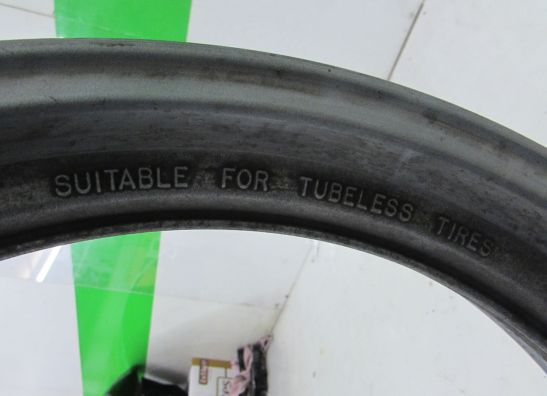 SUITABLE FOR TUBELESS TIRES